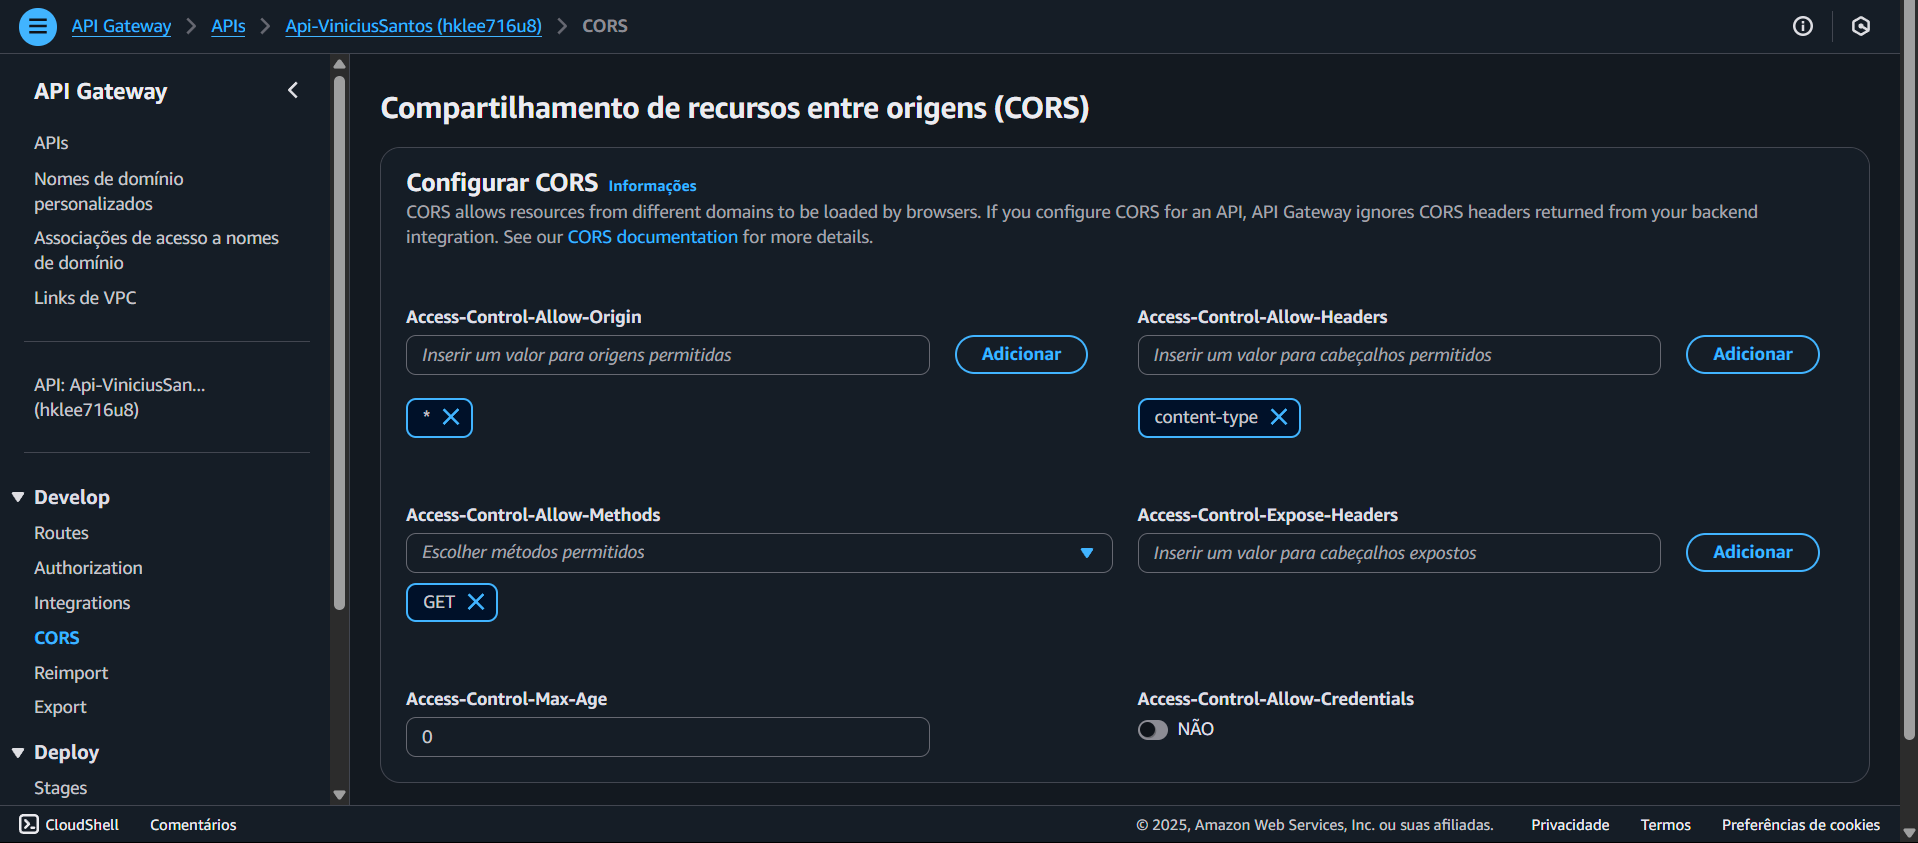 API Gateway > APIs > Api-ViniciusSantos (hklee716u8) > CORS
API Gateway
APIs
Nomes de domínio
personalizados
Associações de acesso a nomes
de domínio
Links de VPC
API: Api-ViniciusSan...
(hklee716u8)
Develop
Routes
Authorization
Integrations
CORS
Reimport
Export
Deploy
Stages
Compartilhamento de recursos entre origens (CORS)
Configurar CORS Informações
CORS allows resources from different domains to be loaded by browsers. If you configure CORS for an API, API Gateway ignores CORS headers returned from your backend
integration. See our CORS documentation for more details.
Access-Control-Allow-Origin
Inserir um valor para origens permitidas
Adicionar
*
Access-Control-Allow-Headers
Inserir um valor para cabeçalhos permitidos
Adicionar
content-type
Access-Control-Allow-Methods
Escolher métodos permitidos
GET
Access-Control-Expose-Headers
Inserir um valor para cabeçalhos expostos
Adicionar
Access-Control-Max-Age
0
Access-Control-Allow-Credentials
NÃO
CloudShell
Comentários
© 2025, Amazon Web Services, Inc. ou suas afiliadas.
Privacidade
Termos
Preferências de cookies